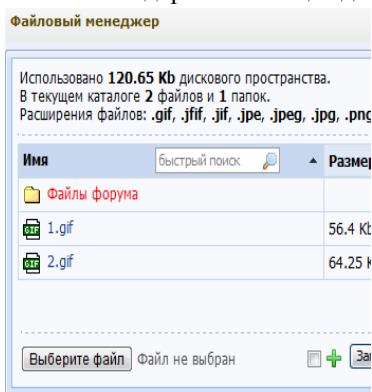 Файловый менеджер
Использовано 120.65 Kb дискового пространства.
В текущем каталоге 2 файлов и 1 папок.
Расширения файлов: .gif, .jfif, .jif, .jpe, .jpeg, .jpg, .png
Имя быстрый поиск Размер
Файлы форума
1.gif 56.4 Kb
2.gif 64.25
Выберите файл Файл не выбран